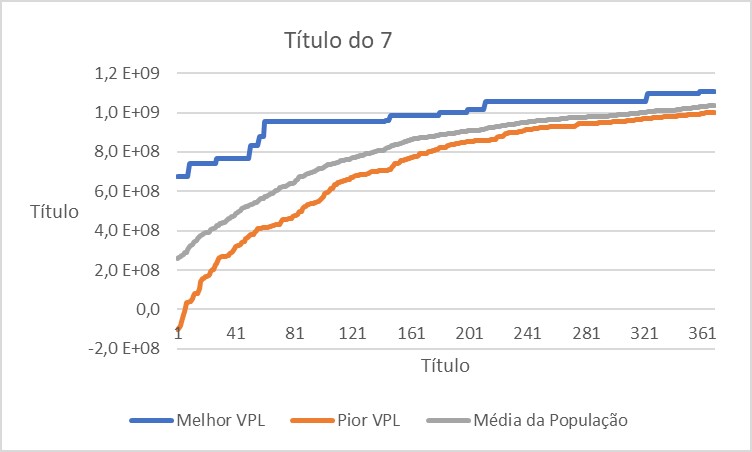 Título do 7
1,2 E+09
1,0 E+09
8,0 E+08
6,0 E+08
4,0 E+08
2,0 E+08
0,0
-2,0 E+08
Título
1 41 81 121 161 201 241 281 321 361
Título
Melhor VPL Pior VPL Média da População